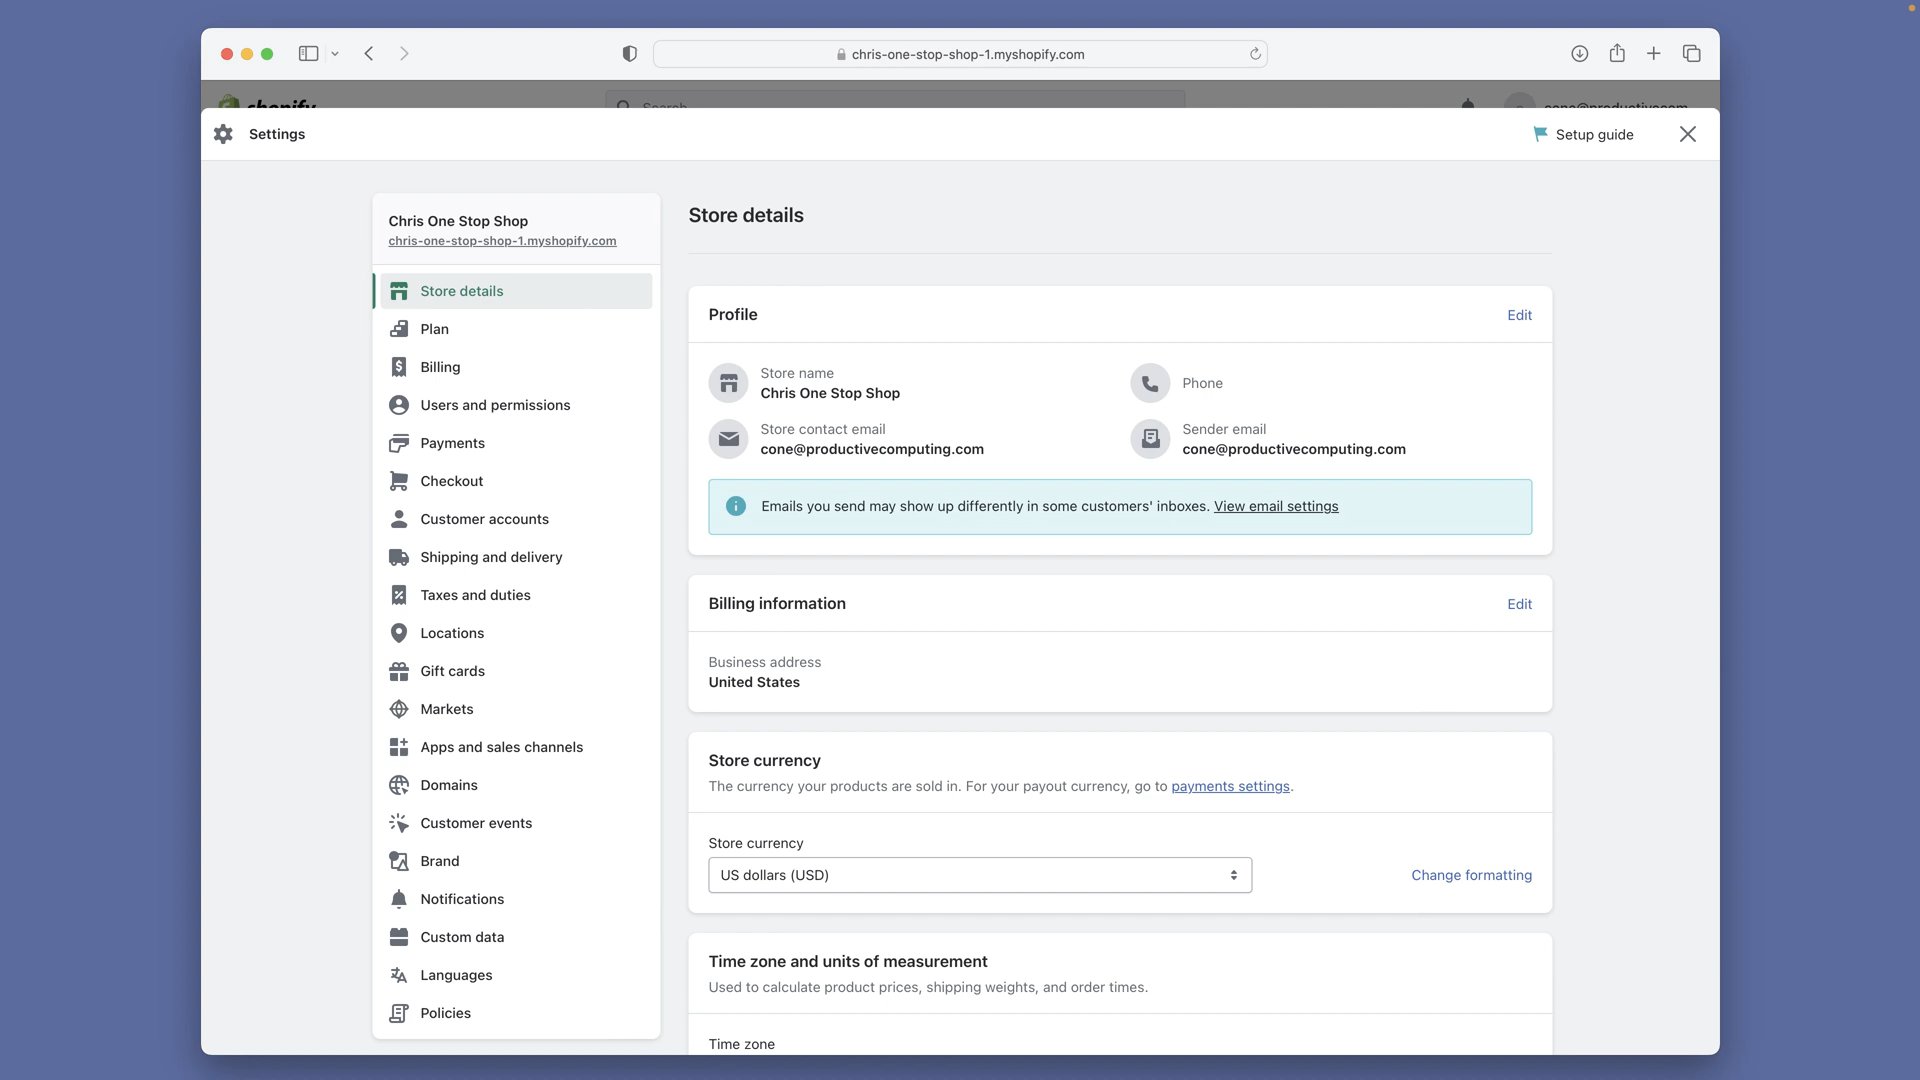 chris-one-stop-shop-1.myshopify.com
shopify
Search
Settings
Setup guide
Chris One Stop Shop
chris-one-stop-shop-1.myshopify.com
Store details
Plan
Billing
Users and permissions
Payments
Checkout
Customer accounts
Shipping and delivery
Taxes and duties
Locations
Gift cards
Markets
Apps and sales channels
Domains
Customer events
Brand
Notifications
Custom data
Languages
Policies
Store details
Profile
Edit
Store name
Chris One Stop Shop
Phone
Store contact email
cone@productivecomputing.com
Sender email
cone@productivecomputing.com
Emails you send may show up differently in some customers' inboxes. View email settings
Billing information
Edit
Business address
United States
Store currency
The currency your products are sold in. For your payout currency, go to payments settings.
Store currency
US dollars (USD)
Change formatting
Time zone and units of measurement
Used to calculate product prices, shipping weights, and order times.
Time zone